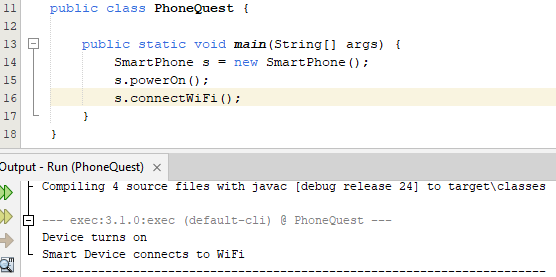 11 public class PhoneQuest {
12
13 public static void main(String[] args) {
14 SmartPhone s = new SmartPhone();
15 s.powerOn();
16 s.connectWiFi();
17 }
18 }
Output - Run (PhoneQuest) ×
Compiling 4 source files with javac [debug release 24] to target\classes
--- exec:3.1.0:exec (default-cli) @ PhoneQuest ---
Device turns on
Smart Device connects to WiFi
------------------------------------------------------------------------